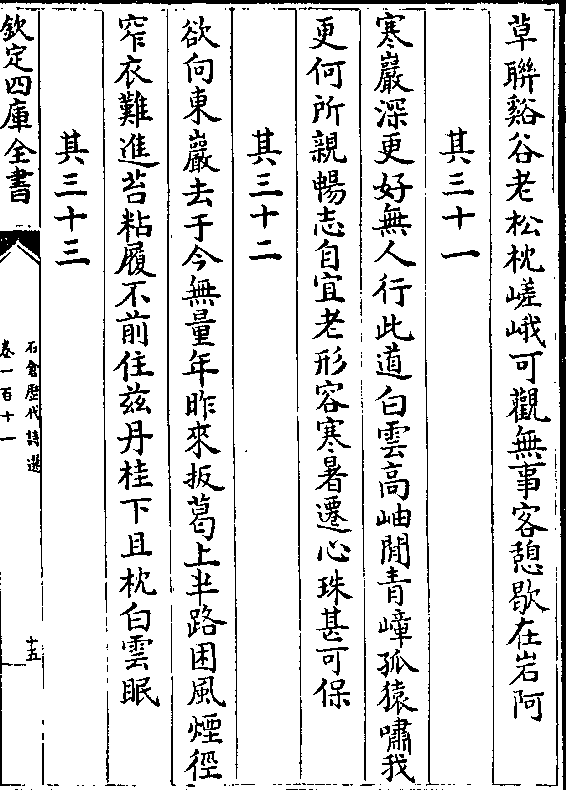 草聯谿谷老松枕嵯峨可觀無事客憩歇在岩阿
其三十一
寒巖深更好無人行此道白雲高岫閒青嶂孤猿嘯我
更何所親暢志自宜老形容寒暑遷心珠甚可保
其三十二
欲向東巖去于今無量年昨來扳葛上半路困風煙徑
窄衣難進苔粘履不前住兹丹桂下且枕白雲眠
其三十三
欽定四庫全書
石倉歴代詩選
卷一百十一
十五